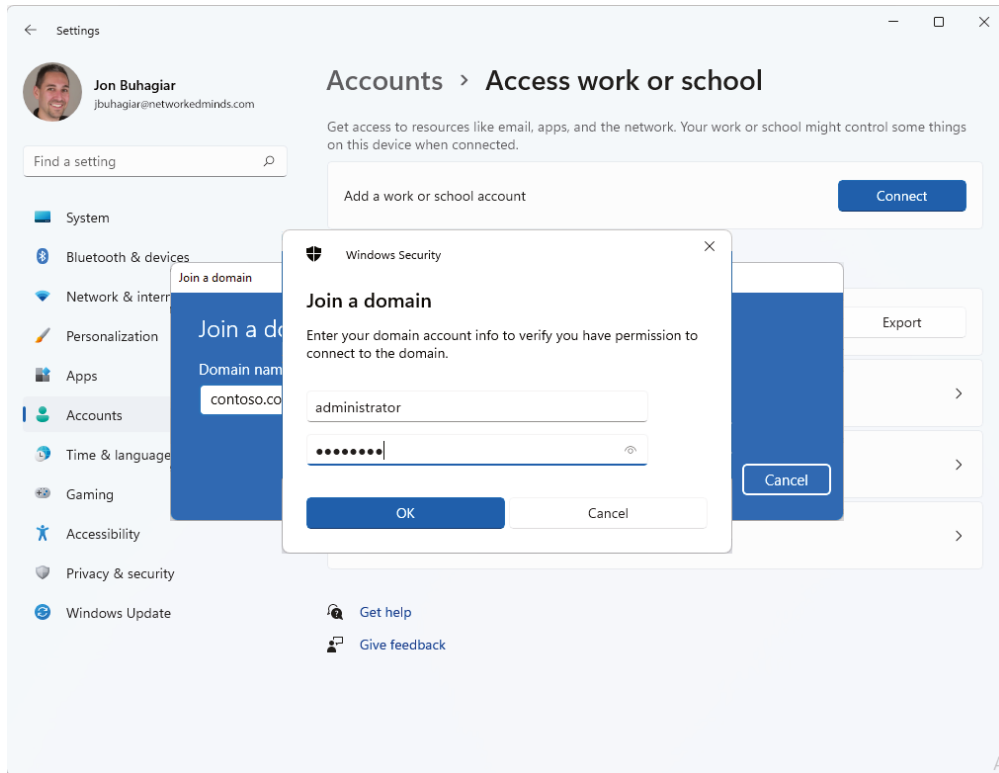 Settings
Jon Buhagiar
jbuhagiar@networkedminds.com
Find a setting
System
Bluetooth & devices
Network & intern
Personalization
Apps
Accounts
Time & language
Gaming
Accessibility
Privacy & security
Windows Update
Accounts > Access work or school
Get access to resources like email, apps, and the network. Your work or school might control some things
on this device when connected.
Add a work or school account
Connect
Export
Join a domain
Join a do
Domain nam
contoso.co
Cancel
Windows Security
Join a domain
Enter your domain account info to verify you have permission to
connect to the domain.
administrator
●●●●●●●●
OK
Cancel
Get help
Give feedback